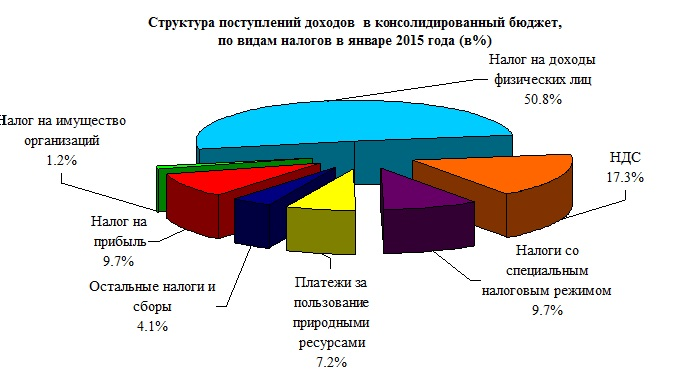 Структура поступлений доходов в консолидированный бюджет,
по видам налогов в январе 2015 года (в%)
Налог на доходы
физических лиц
50.8%
НДС
17.3%
Налоги со
специальным
налоговым режимом
9.7%
Платежи за
пользование
природными
ресурсами
7.2%
Остальные налоги и
сборы
4.1%
Налог на
прибыль
9.7%
Налог на имущество
организаций
1.2%